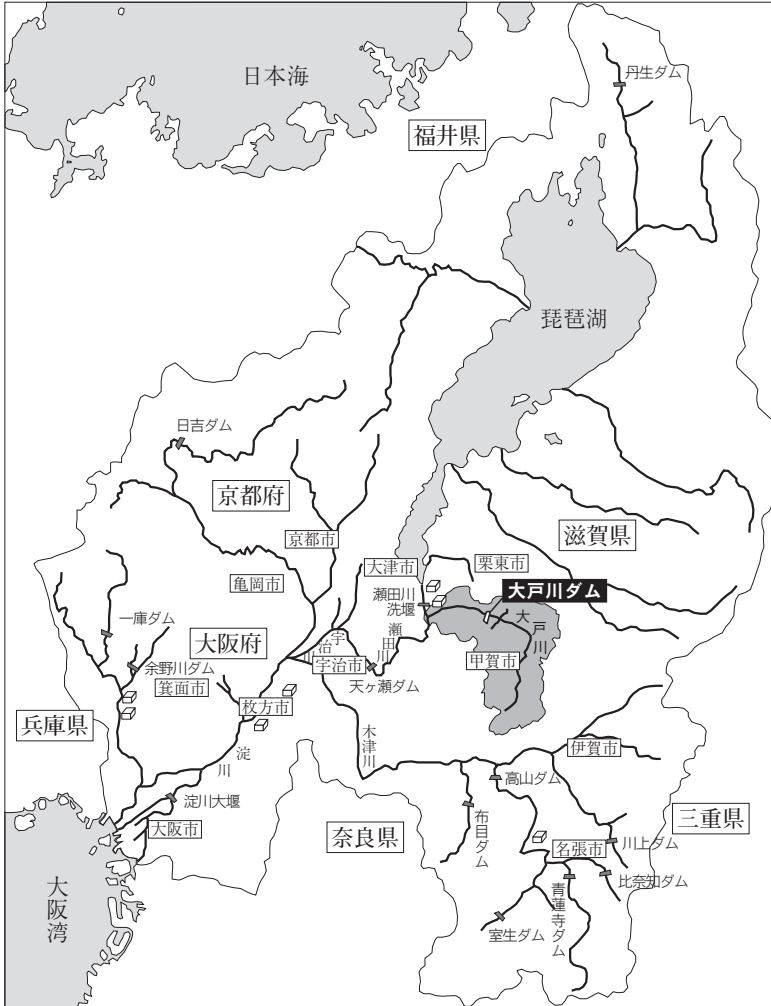 日本海
丹生ダム
福井県
琵琶湖
日吉ダム
京都府
京都市
滋賀県
大津市
栗東市
亀岡市
瀬田川
洗堰
大戸川ダム
一庫ダム
大阪府
宇治川
瀬田川
大戸川
余野川ダム
宇治市
甲賀市
箕面市
天ヶ瀬ダム
枚方市
兵庫県
淀川
木津川
伊賀市
高山ダム
淀川大堰
大阪市
奈良県
布目ダム
三重県
川上ダム
名張市
比奈知ダム
大阪湾
青蓮寺ダム
室生ダム